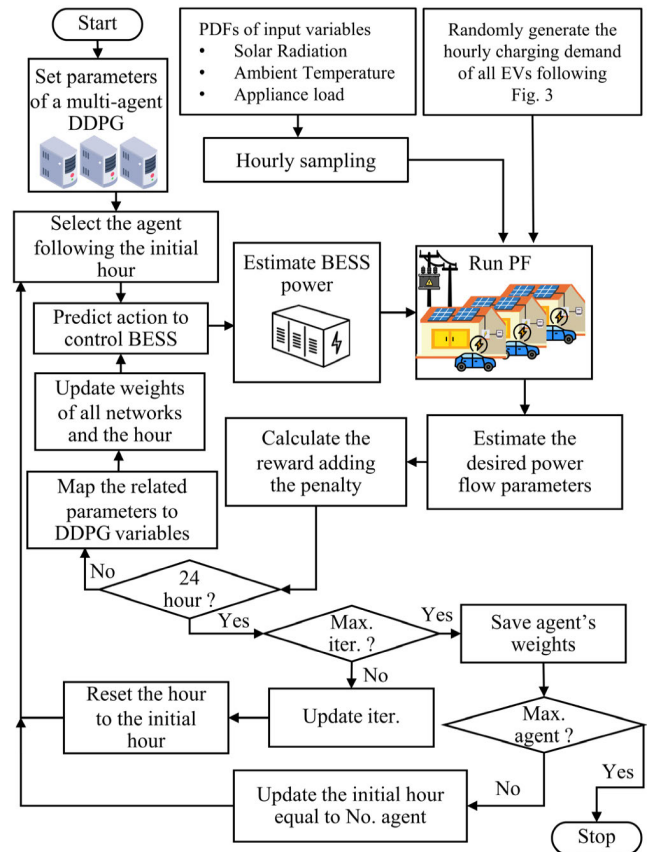 Start
Set parameters
of a multi-agent
DDPG
PDFs of input variables
• Solar Radiation
• Ambient Temperature
• Appliance load
Randomly generate the
hourly charging demand
of all EVs following
Fig. 3
Hourly sampling
Select the agent
following the initial
hour
Predict action to
control BESS
Estimate BESS
power
Run PF
Update weights
of all networks
and the hour
Map the related
parameters to
DDPG variables
Calculate the
reward adding
the penalty
Estimate the
desired power
flow parameters
No
24
hour ?
Yes
Max.
iter. ?
Yes
Save agent's
weights
No
Reset the hour
to the initial
hour
Update iter.
Max.
agent ?
Yes
No
Update the initial hour
equal to No. agent
Stop